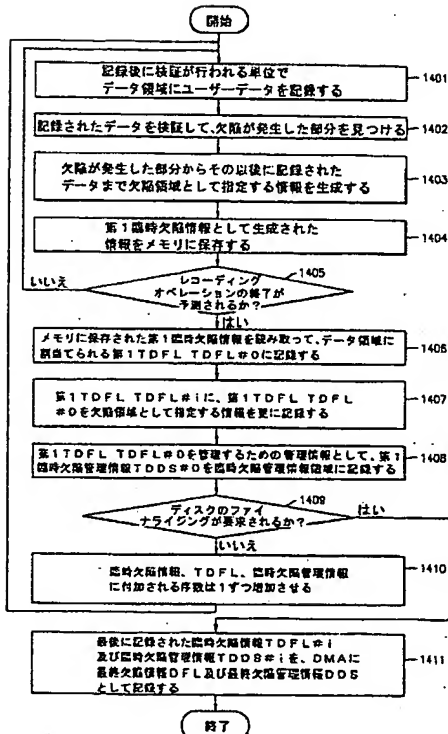 開始
記録後に検証が行われる単位で
データ領域にユーザーデータを記録する
1401
記録されたデータを検証して、欠陥が発生した部分を見つける
1402
欠陥が発生した部分からその以後に記録された
データまで欠陥領域として指定する情報を生成する
1403
第1臨時欠陥情報として生成された
情報をメモリに保存する
1404
1405
いいえ
レコーディング
オペレーションの終了が
予測されるか?
はい
メモリに保存された第1臨時欠陥情報を読み取って、データ領域に
割当てられる第1TDFL TDFL#0に記録する
1406
第1TDFL TDFL#iに、第1TDFL TDFL
#0を欠陥領域として指定する情報を更に記録する
1407
第1TDFL TDFL#0を管理するための管理情報として、第1
臨時欠陥管理情報TDDS#0を臨時欠陥管理情報領域に記録する
1408
1409
ディスクのファイ
ナライジングが要求されるか?
はい
いいえ
臨時欠陥情報、TDFL、臨時欠陥管理情報
に付加される序数は1ずつ増加させる
1410
最後に記録された臨時欠陥情報TDFL#i
及び臨時欠陥管理情報TDDS#iを、DMAに
最終欠陥情報DFL及び最終欠陥管理情報DDS
として記録する
1411
終了